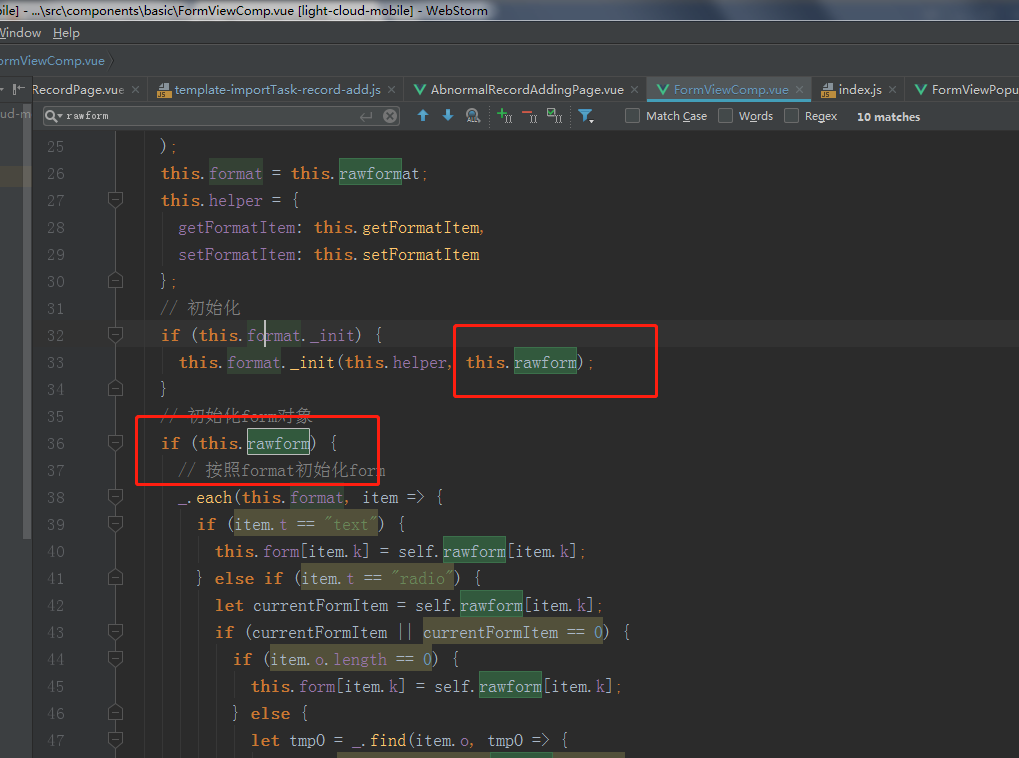 ile] - ...\src\components\basic\FormViewComp.vue [light-cloud-mobile] - WebStorm
Window Help
ormViewComp.vue
RecordPage.vue template-importTask-record-add.js AbnormalRecordAddingPage.vue FormViewComp.vue index.js FormViewPopu
ud-m rawform Match Case Words Regex 10 matches
25 );
26 this.format = this.rawformat;
27 this.helper = {
28 getFormatItem: this.getFormatItem,
29 setFormatItem: this.setFormatItem
30 };
31 // 初始化
32 if (this.format._init) {
33 this.format._init(this.helper, this.rawform);
34 }
35 // 初始化form对象
36 if (this.rawform) {
37 // 按照format初始化form
38 _.each(this.format, item => {
39 if (item.t == "text") {
40 this.form[item.k] = self.rawform[item.k];
41 } else if (item.t == "radio") {
42 let currentFormItem = self.rawform[item.k];
43 if (currentFormItem || currentFormItem == 0) {
44 if (item.o.length == 0) {
45 this.form[item.k] = self.rawform[item.k];
46 } else {
47 let tmpO = _.find(item.o, tmpO => {